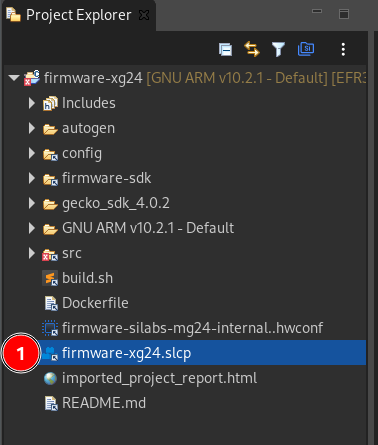 Project Explorer
firmware-xg24 [GNU ARM v10.2.1 - Default] [EFR3
Includes
autogen
config
firmware-sdk
gecko_sdk_4.0.2
GNU ARM v10.2.1 - Default
src
build.sh
Dockerfile
firmware-silabs-mg24-internal..hwconf
1 firmware-xg24.slcp
imported_project_report.html
README.md